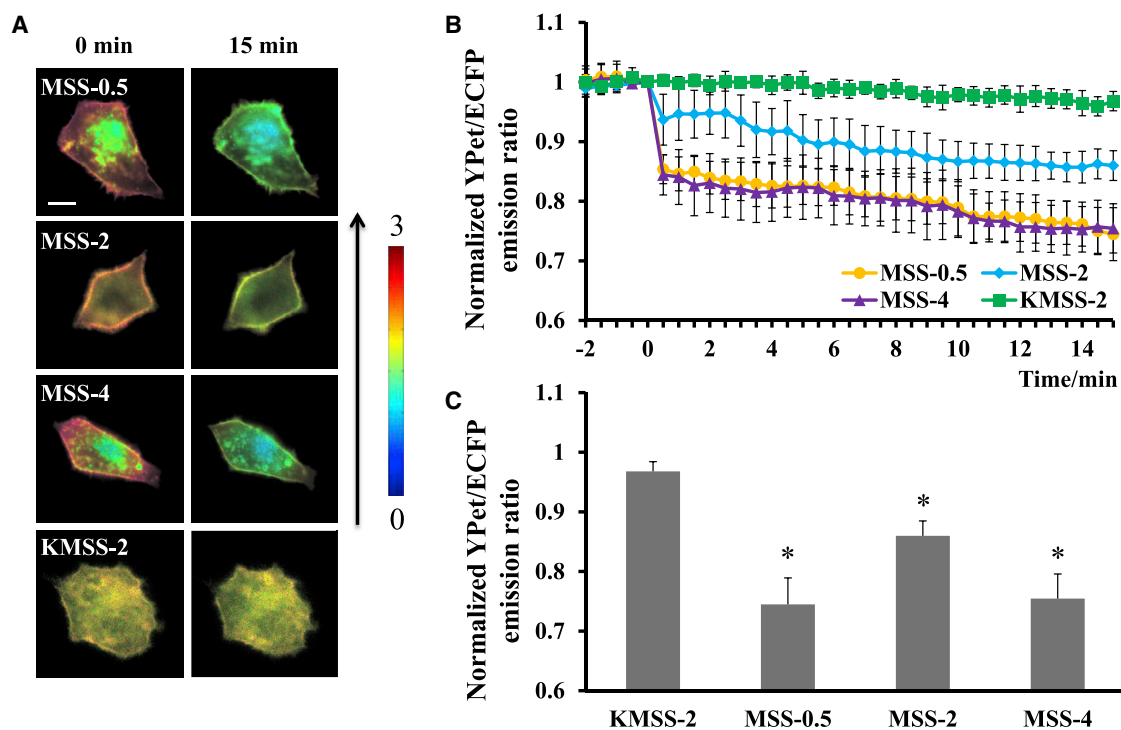 A
0 min 15 min
MSS-0.5
MSS-2
MSS-4
KMSS-2
3
0
B
Normalized YPet/ECFP
emission ratio
1.1
1
0.9
0.8
0.7
0.6
MSS-0.5 MSS-2
MSS-4 KMSS-2
-2 0 2 4 6 8 10 12 14
Time/min
C
Normalized YPet/ECFP
emission ratio
1.1
1
0.9
0.8
0.7
0.6
*
*
*
KMSS-2 MSS-0.5 MSS-2 MSS-4